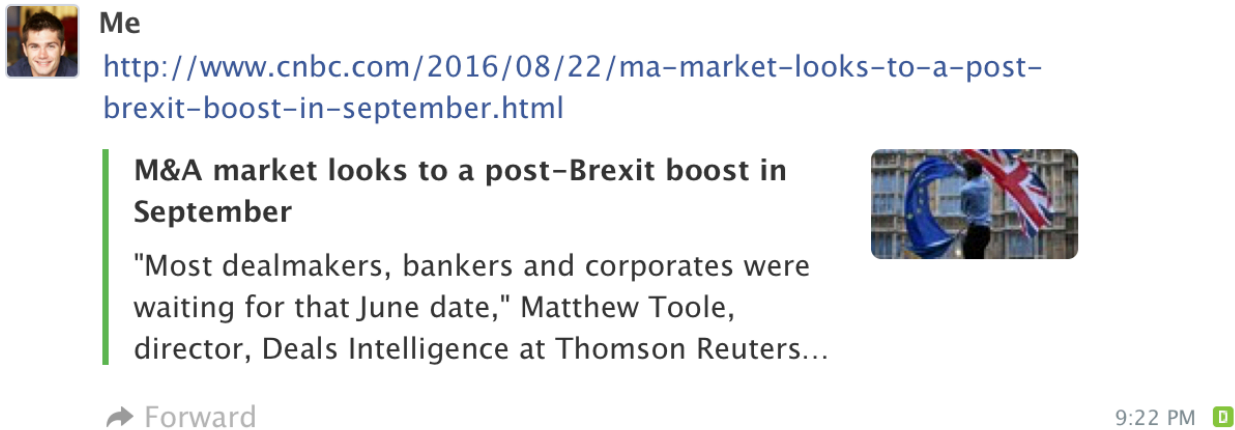 Me
http://www.cnbc.com/2016/08/22/ma-market-looks-to-a-post-
brexit-boost-in-september.html
M&A market looks to a post-Brexit boost in
September
"Most dealmakers, bankers and corporates were
waiting for that June date," Matthew Toole,
director, Deals Intelligence at Thomson Reuters...
Forward
9:22 PM D